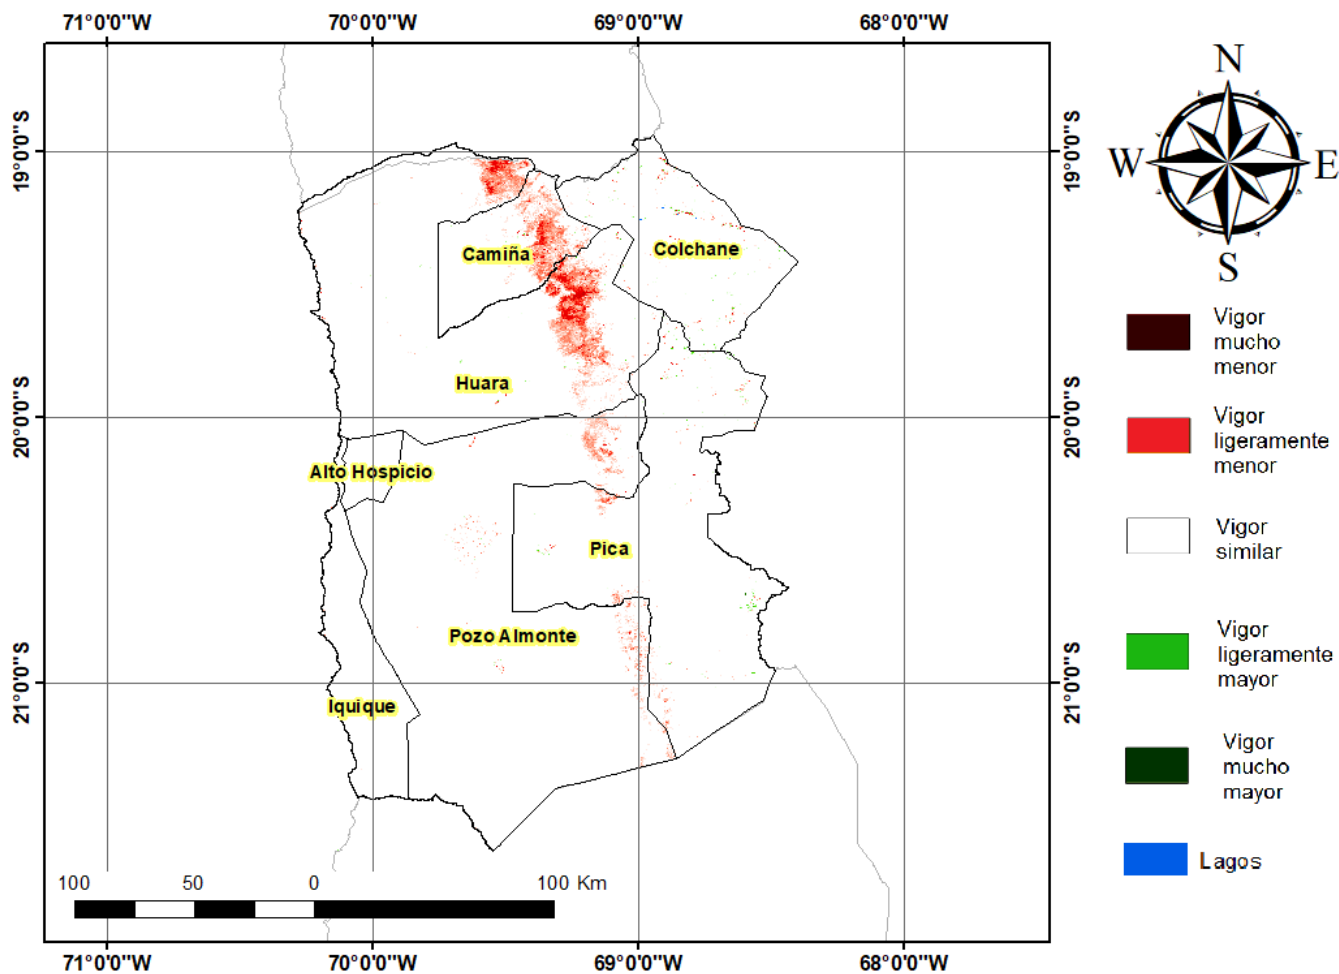 71°0'0"W 70°0'0"W 69°0'0"W 68°0'0"W
19°0'0"S
20°0'0"S
21°0'0"S
Camiña
Colchane
Huara
Alto Hospicio
Pica
Pozo Almonte
Iquique
100 50 0 100 Km
19°0'0"S
20°0'0"S
21°0'0"S
71°0'0"W 70°0'0"W 69°0'0"W 68°0'0"W
N
W E
S
Vigor
mucho
menor
Vigor
ligeramente
menor
Vigor
similar
Vigor
ligeramente
mayor
Vigor
mucho
mayor
Lagos